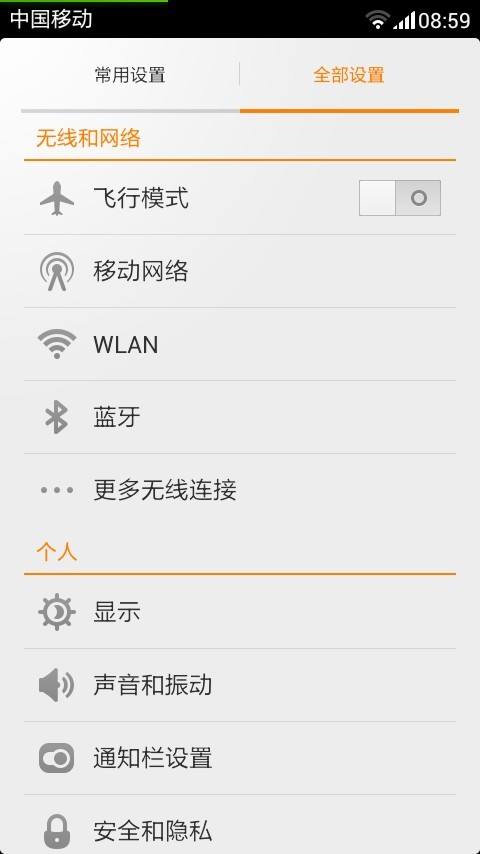 中国移动 08:59
常用设置 全部设置
无线和网络
飞行模式
移动网络
WLAN
蓝牙
更多无线连接
个人
显示
声音和振动
通知栏设置
安全和隐私